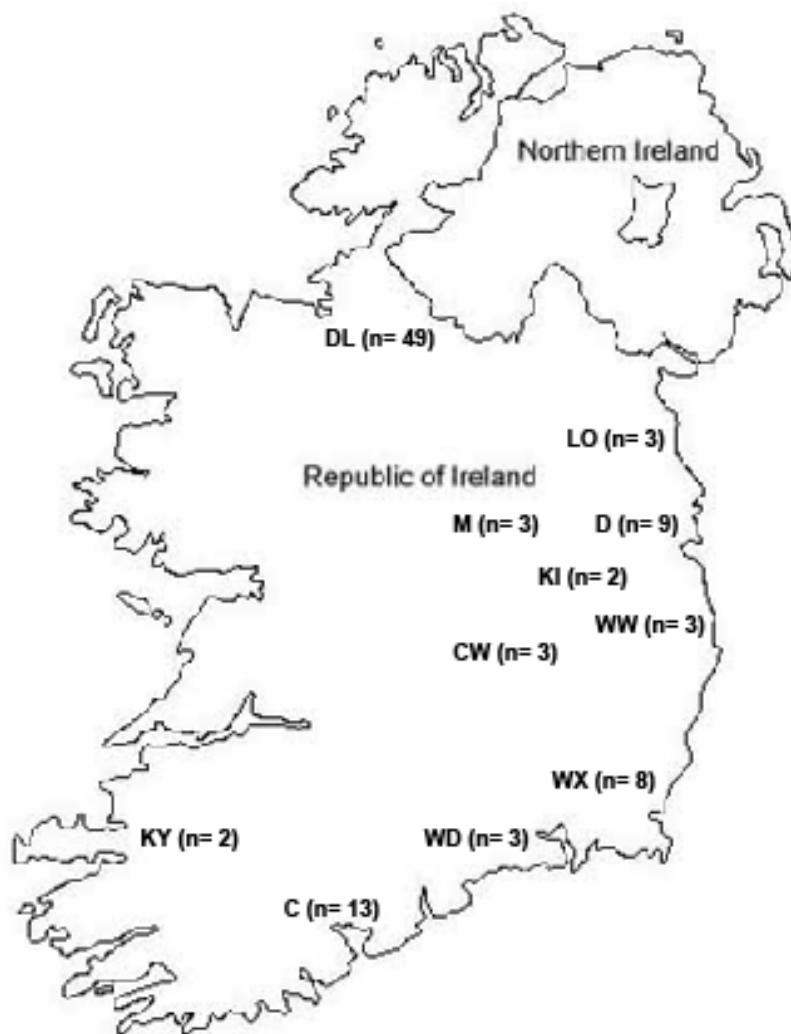 Northern Ireland
DL (n= 49)
LO (n= 3)
Republic of Ireland
M (n= 3)
D (n= 9)
KI (n= 2)
WW (n= 3)
CW (n= 3)
WX (n= 8)
KY (n= 2)
WD (n= 3)
C (n= 13)